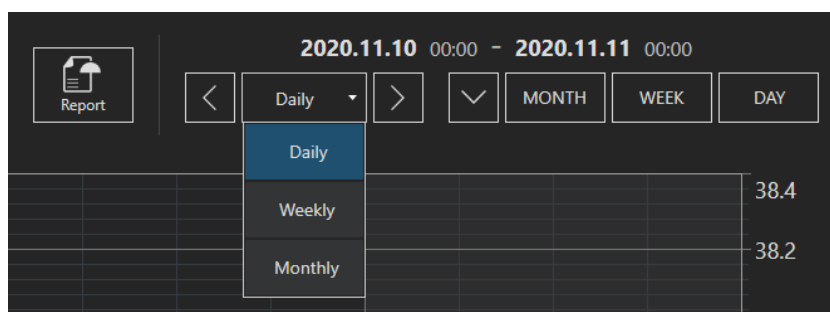 2020.11.10 00:00 - 2020.11.11 00:00
Report
Daily
MONTH
WEEK
DAY
Daily
Weekly
Monthly
38.4
38.2